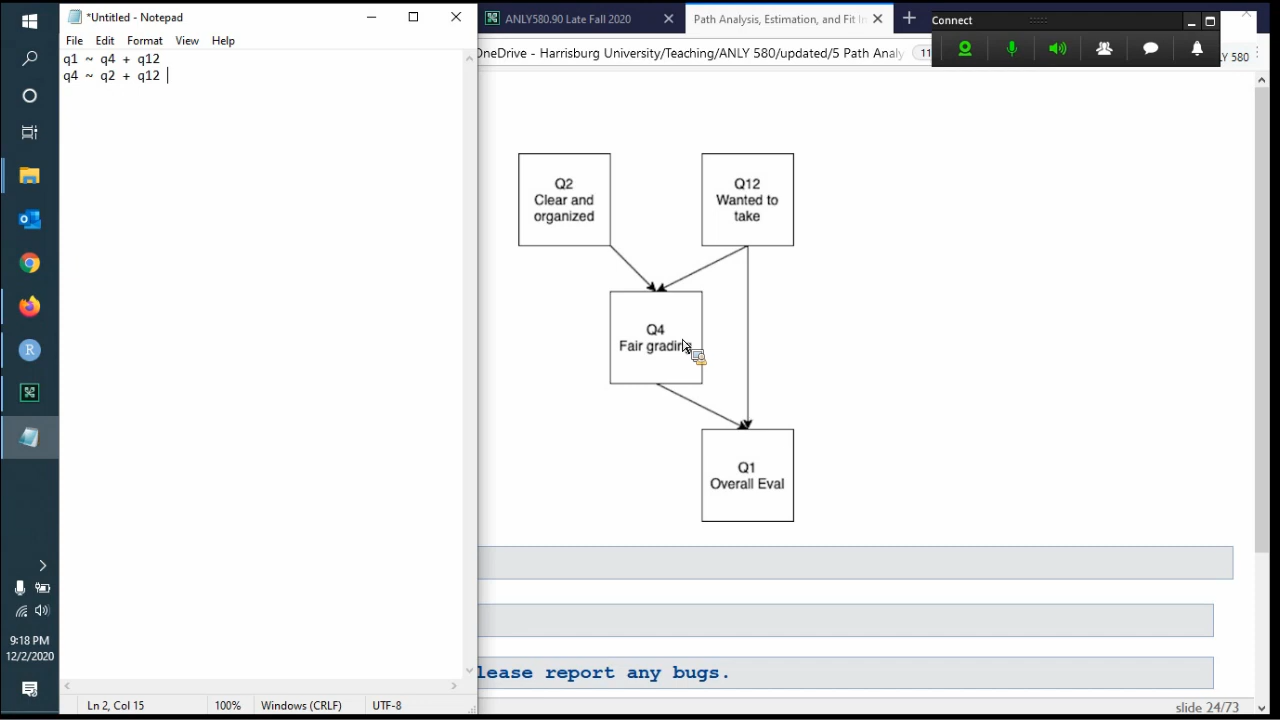 *Untitled - Notepad
File Edit Format View Help
q1 ~ q4 + q12
q4 ~ q2 + q12
Ln 2, Col 15 100% Windows (CRLF) UTF-8
9:18 PM
12/2/2020
ANLY580.90 Late Fall 2020
Path Analysis, Estimation, and Fit In
Connect
OneDrive - Harrisburg University/Teaching/ANLY 580/updated/5 Path Analy
LY 580
Q2
Clear and
organized
Q12
Wanted to
take
Q4
Fair grading
Q1
Overall Eval
lease report any bugs.
slide 24/73